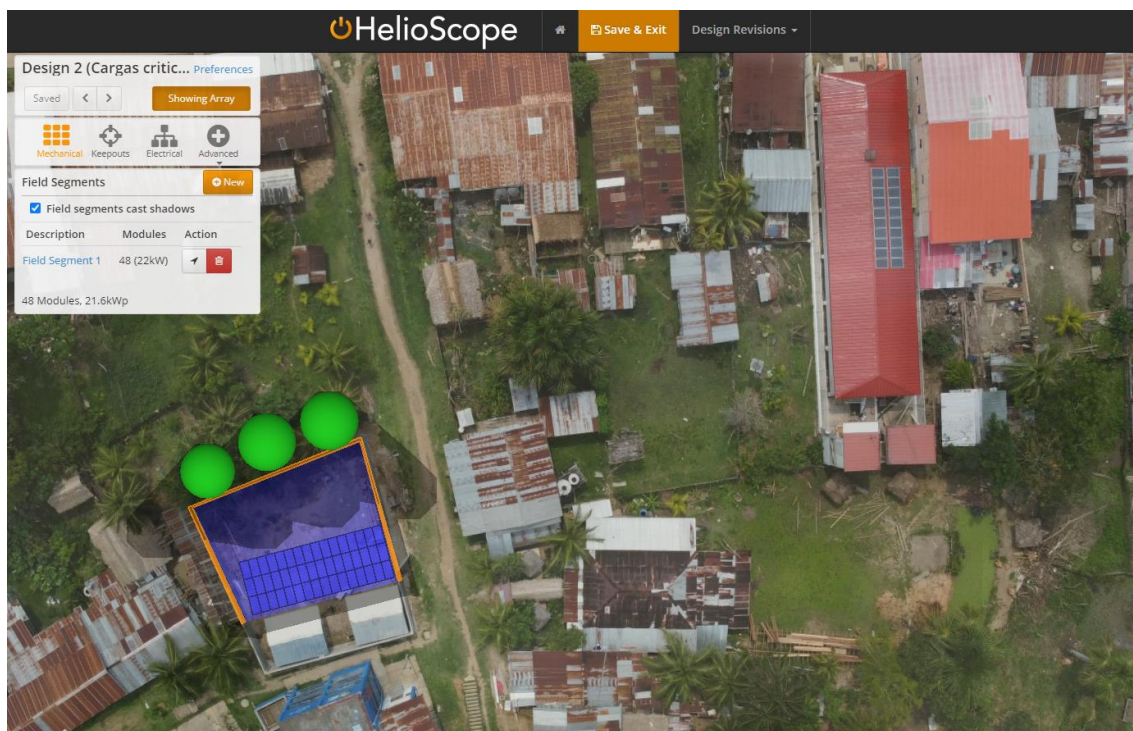 HelioScope
Save & Exit
Design Revisions
Design 2 (Cargas critic... Preferences
Saved < > Showing Array
Mechanical Keepouts Electrical Advanced
Field Segments New
Field segments cast shadows
Description Modules Action
Field Segment 1 48 (22kW)
48 Modules, 21.6kWp